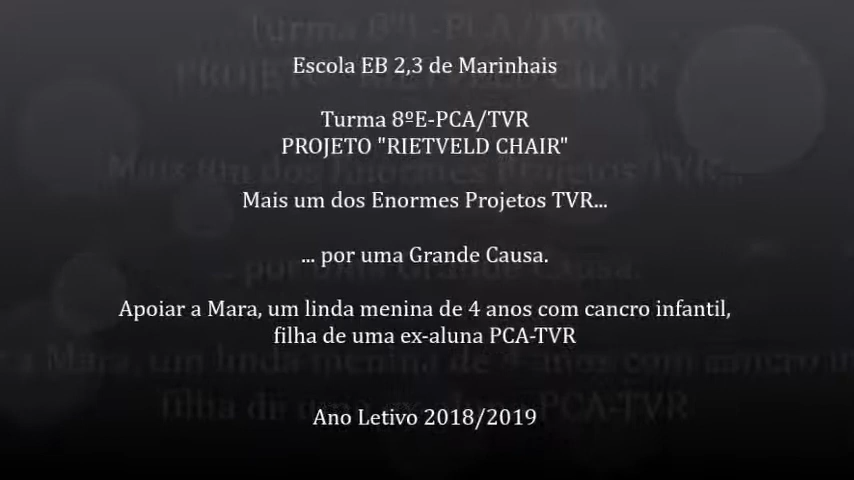 Escola EB 2,3 de Marinhais
Turma 8ºE-PCA/TVR
PROJETO "RIETVELD CHAIR"
Mais um dos Enormes Projetos TVR...
... por uma Grande Causa.
Apoiar a Mara, um linda menina de 4 anos com cancro infantil,
filha de uma ex-aluna PCA-TVR
Ano Letivo 2018/2019